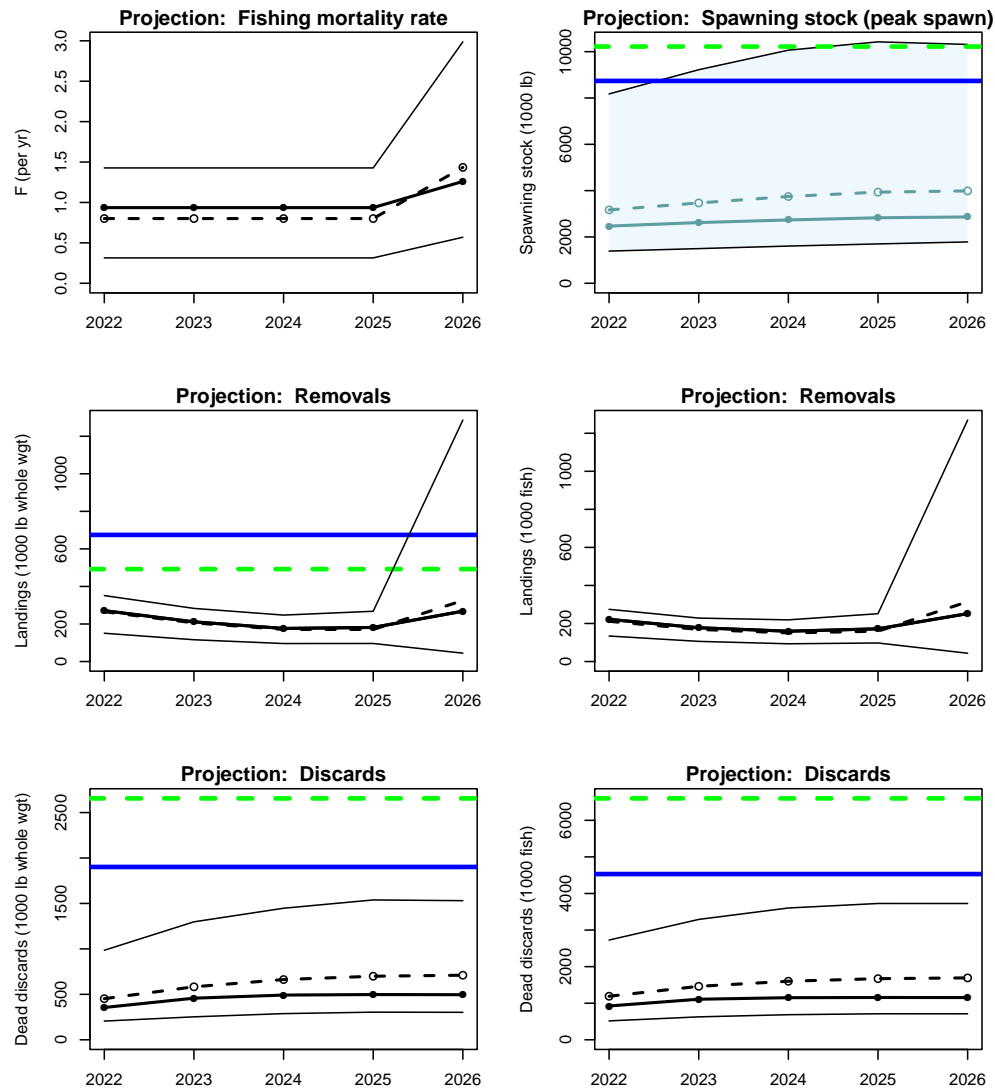 Projection: Fishing mortality rate
F (per yr)
0.0 0.5 1.0 1.5 2.0 2.5 3.0
2022 2023 2024 2025 2026
Projection: Spawning stock (peak spawn)
Spawning stock (1000 lb)
0 2000 6000 10000
2022 2023 2024 2025 2026
Projection: Removals
Landings (1000 lb whole wgt)
0 200 600 1000
2022 2023 2024 2025 2026
Projection: Removals
Landings (1000 fish)
0 200 600 1000
2022 2023 2024 2025 2026
Projection: Discards
Dead discards (1000 lb whole wgt)
0 500 1500 2500
2022 2023 2024 2025 2026
Projection: Discards
Dead discards (1000 fish)
0 1000 2000 4000 6000
2022 2023 2024 2025 2026